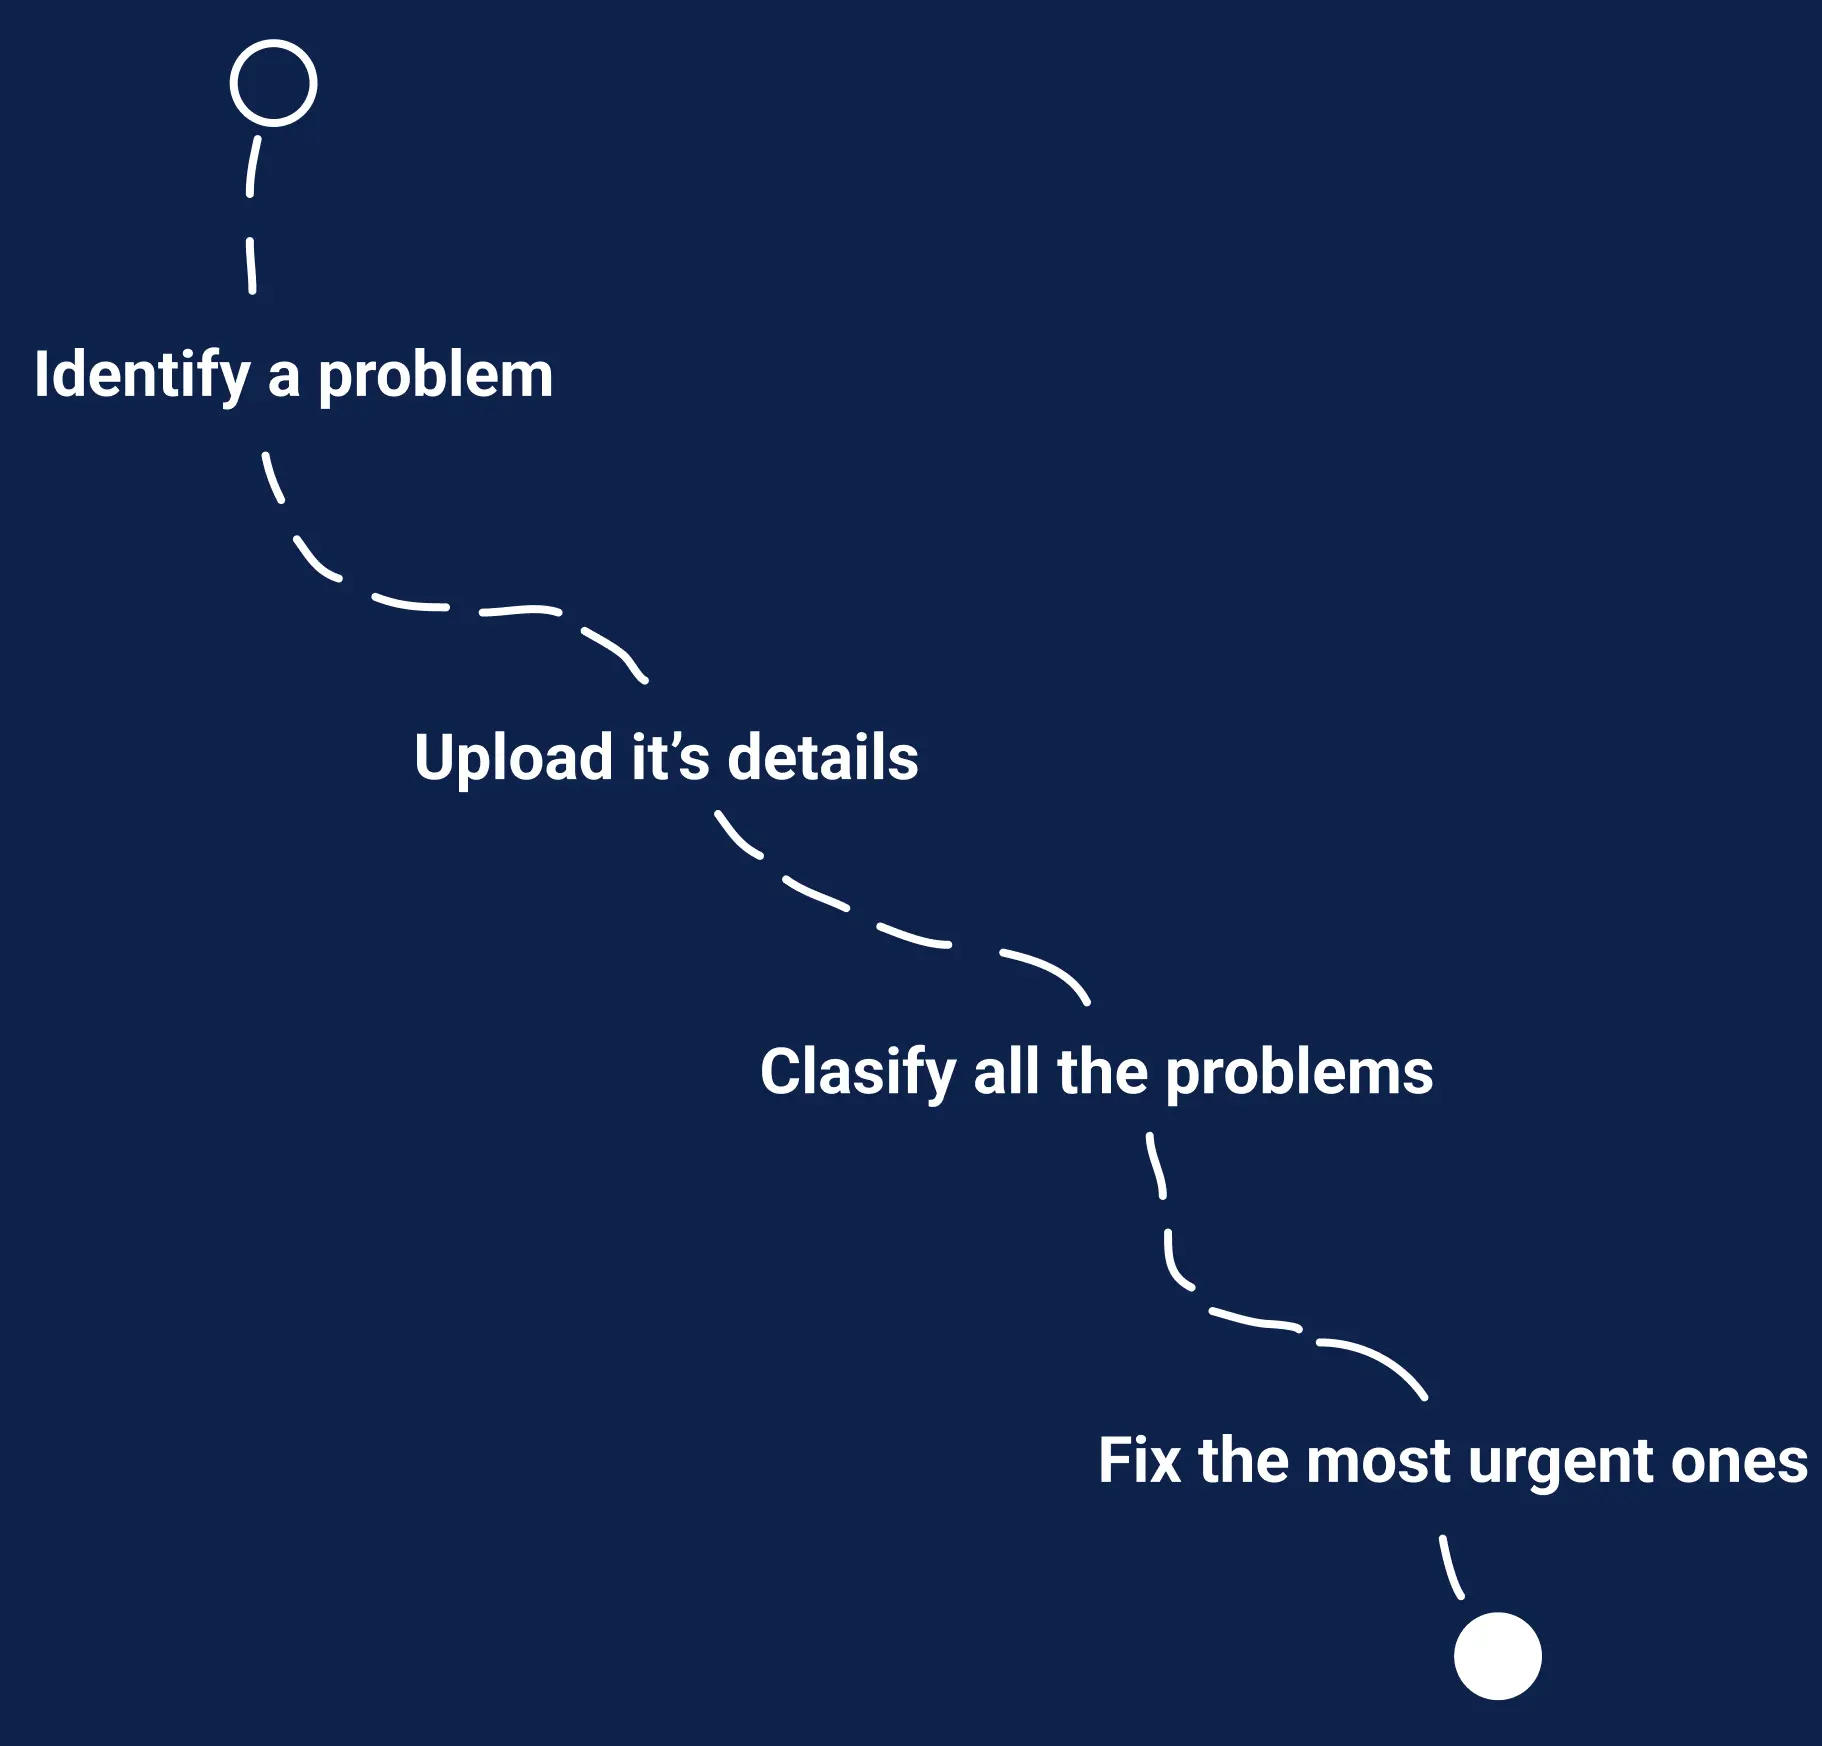 Identify a problem
Upload it’s details
Clasify all the problems
Fix the most urgent ones